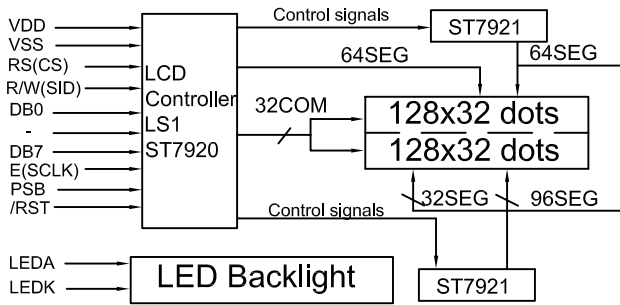 VDD
VSS
RS(CS)
R/W(SID)
DB0
-
DB7
E(SCLK)
PSB
/RST
LCD
Controller
LS1
ST7920
Control signals
ST7921
64SEG
64SEG
32COM
128x32 dots
128x32 dots
32SEG
96SEG
Control signals
ST7921
LEDA
LEDK
LED Backlight